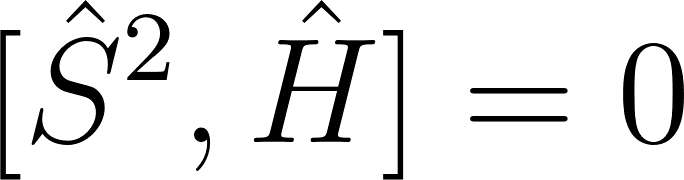 [Ŝ², Ĥ] = 0